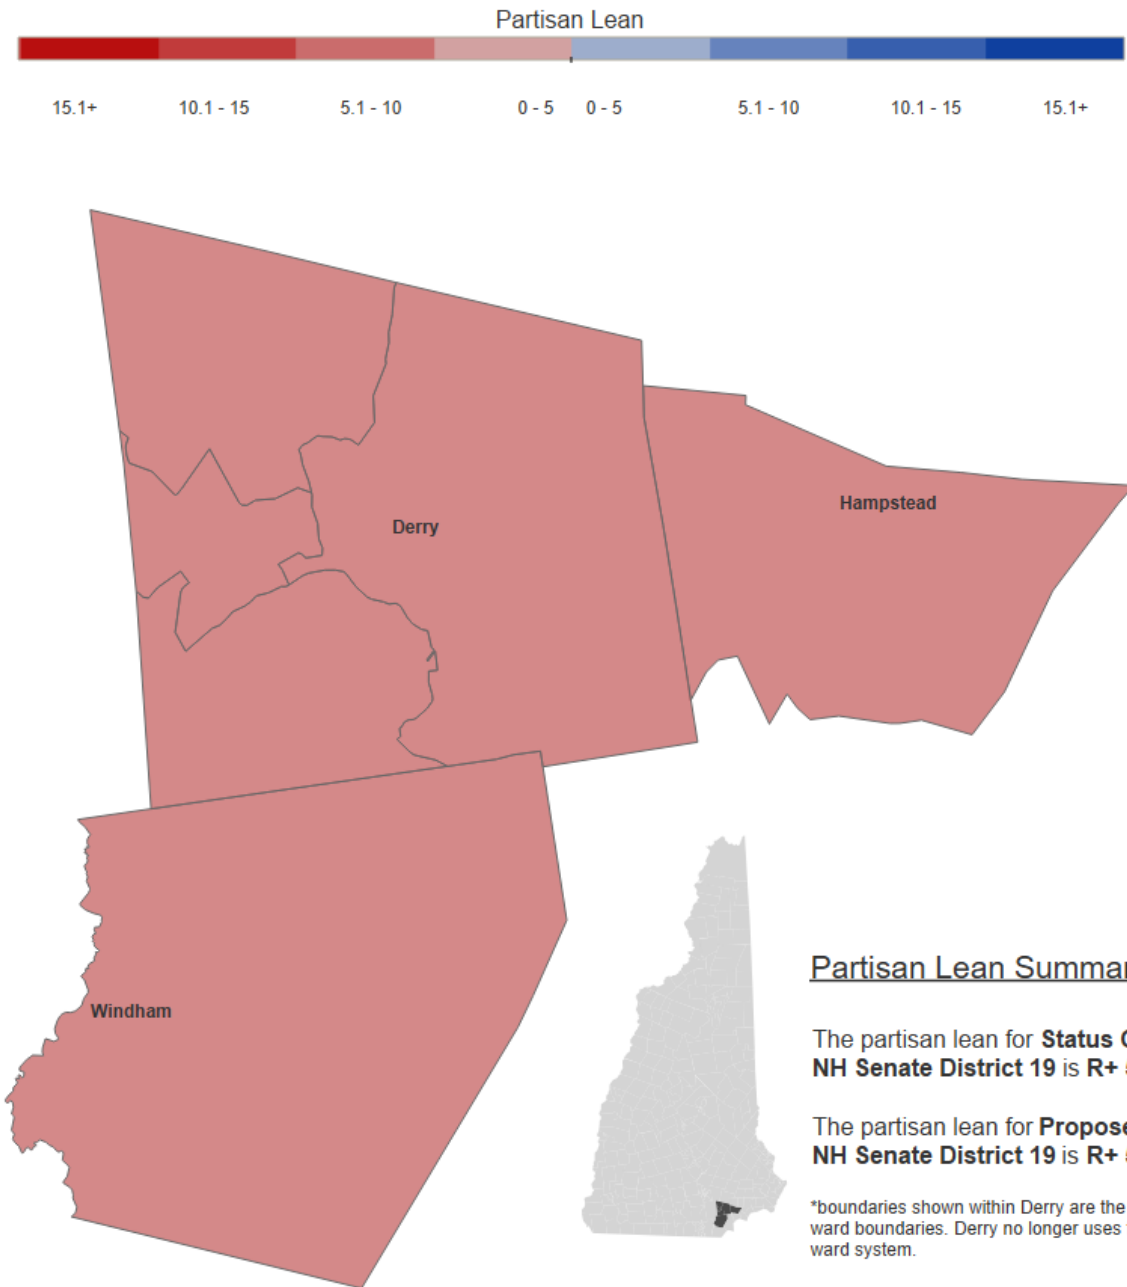 Partisan Lean
15.1+ 10.1 - 15 5.1 - 10 0 - 5 0 - 5 5.1 - 10 10.1 - 15 15.1+
Hampstead
Derry
Windham
Partisan Lean
The partisan lean for Status
NH Senate District 19 is R+
The partisan lean for
NH Senate District 19 is R+
*boundaries shown within Derry are the
ward boundaries. Derry no longer uses
ward system.